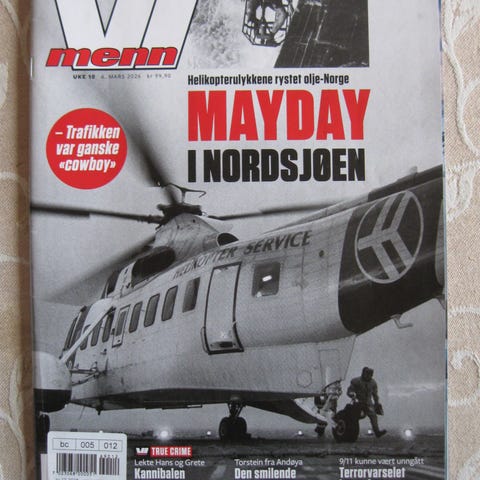 Vi
menn
UKE 10 6. MARS 2026 kr 99,90
Helikopterulykkene rystet olje-Norge
MAYDAY
I NORDSJØEN
– Trafikken
var ganske
«cowboy»
HELIKOPTER SERVICE
bc 005 012
TRUE CRIME
Lekte Hans og Grete
Kannibalen
Torstein fra Andøya
Den smilende
9/11 kunne vært unngått
Terrorvarselet